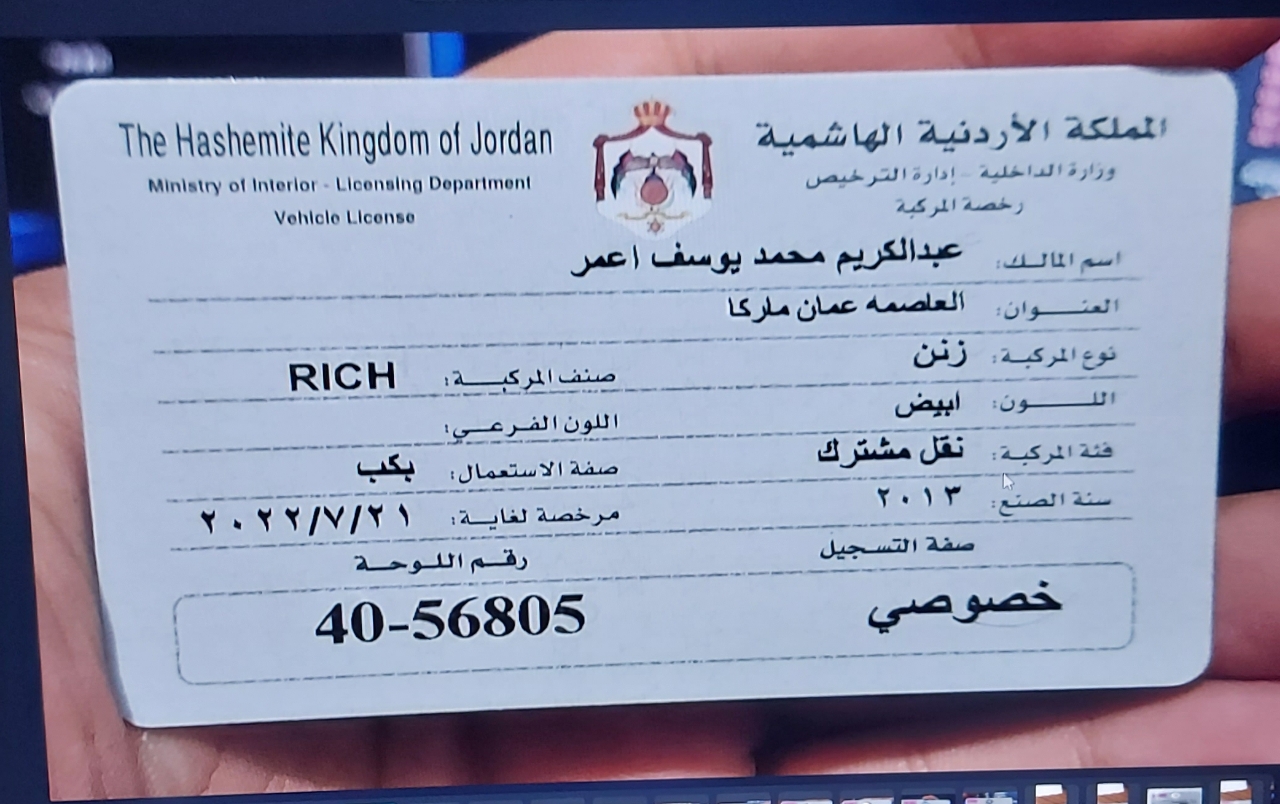 المملكة الأردنية الهاشمية
وزارة الداخلية - إدارة الترخيص
رخصة المركبة
The Hashemite Kingdom of Jordan
Ministry of Interior - Licensing Department
Vehicle License
اسم المالك: عبدالكريم محمد يوسف اعمر
العنوان: العاصمه عمان ماركا
نوع المركبة: زنن
صنف المركبة: RICH
اللون: ابيض
اللون الفرعي:
فئة المركبة: نقل مشترك
صفة الاستعمال: بكب
سنة الصنع: ٢٠١٣
مرخصة لغاية: ٢٠٢٢/٧/٢١
صفة التسجيل
رقم اللوحة
خصوصي
40-56805